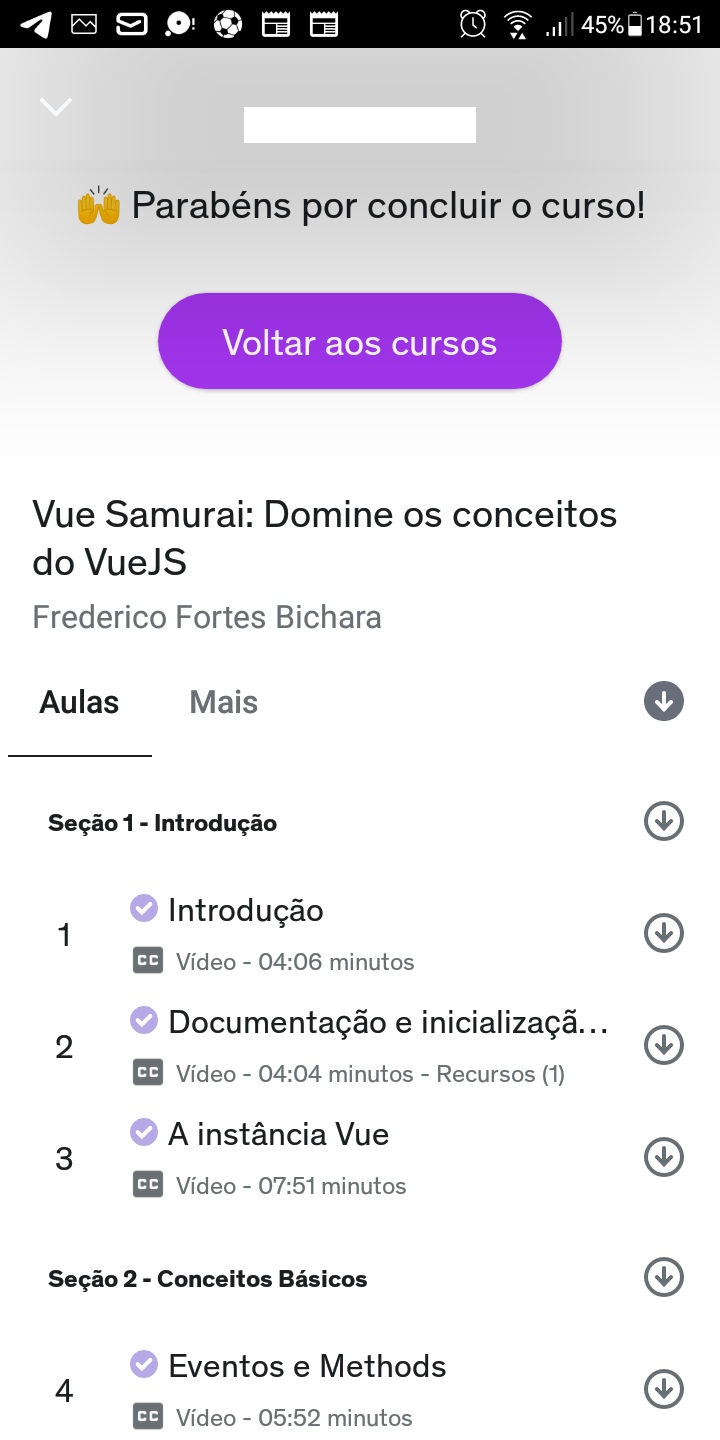 45% 18:51
🙌 Parabéns por concluir o curso!
Voltar aos cursos
Vue Samurai: Domine os conceitos
do VueJS
Frederico Fortes Bichara
Aulas Mais
Seção 1 - Introdução
1 Introdução
CC Vídeo - 04:06 minutos
2 Documentação e inicializaçã...
CC Vídeo - 04:04 minutos - Recursos (1)
3 A instância Vue
CC Vídeo - 07:51 minutos
Seção 2 - Conceitos Básicos
4 Eventos e Methods
CC Vídeo - 05:52 minutos